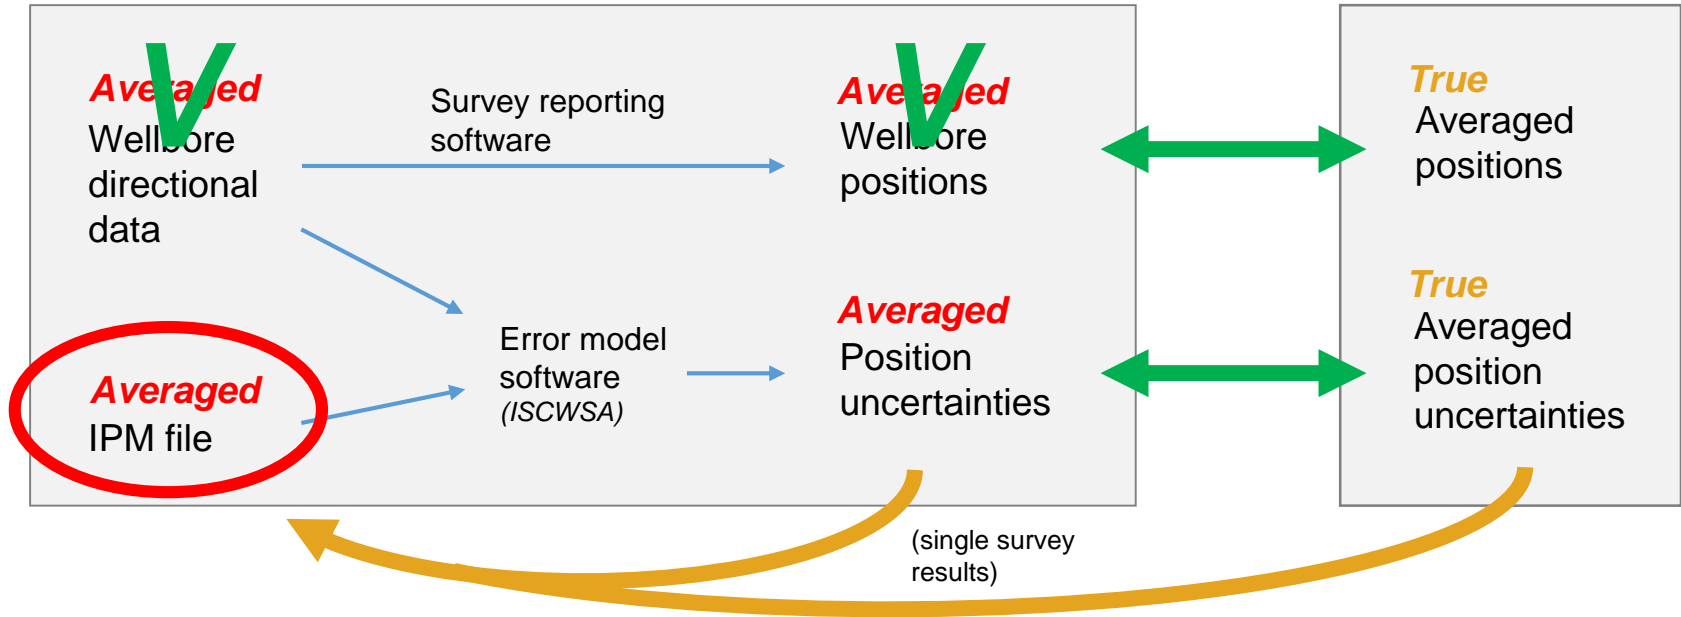 V
Averaged
Wellbore
directional
data
Survey reporting
software
V
Averaged
Wellbore
positions
True
Averaged
positions
Averaged
IPM file
Error model
software
(ISCWSA)
Averaged
Position
uncertainties
True
Averaged
position
uncertainties
(single survey
results)